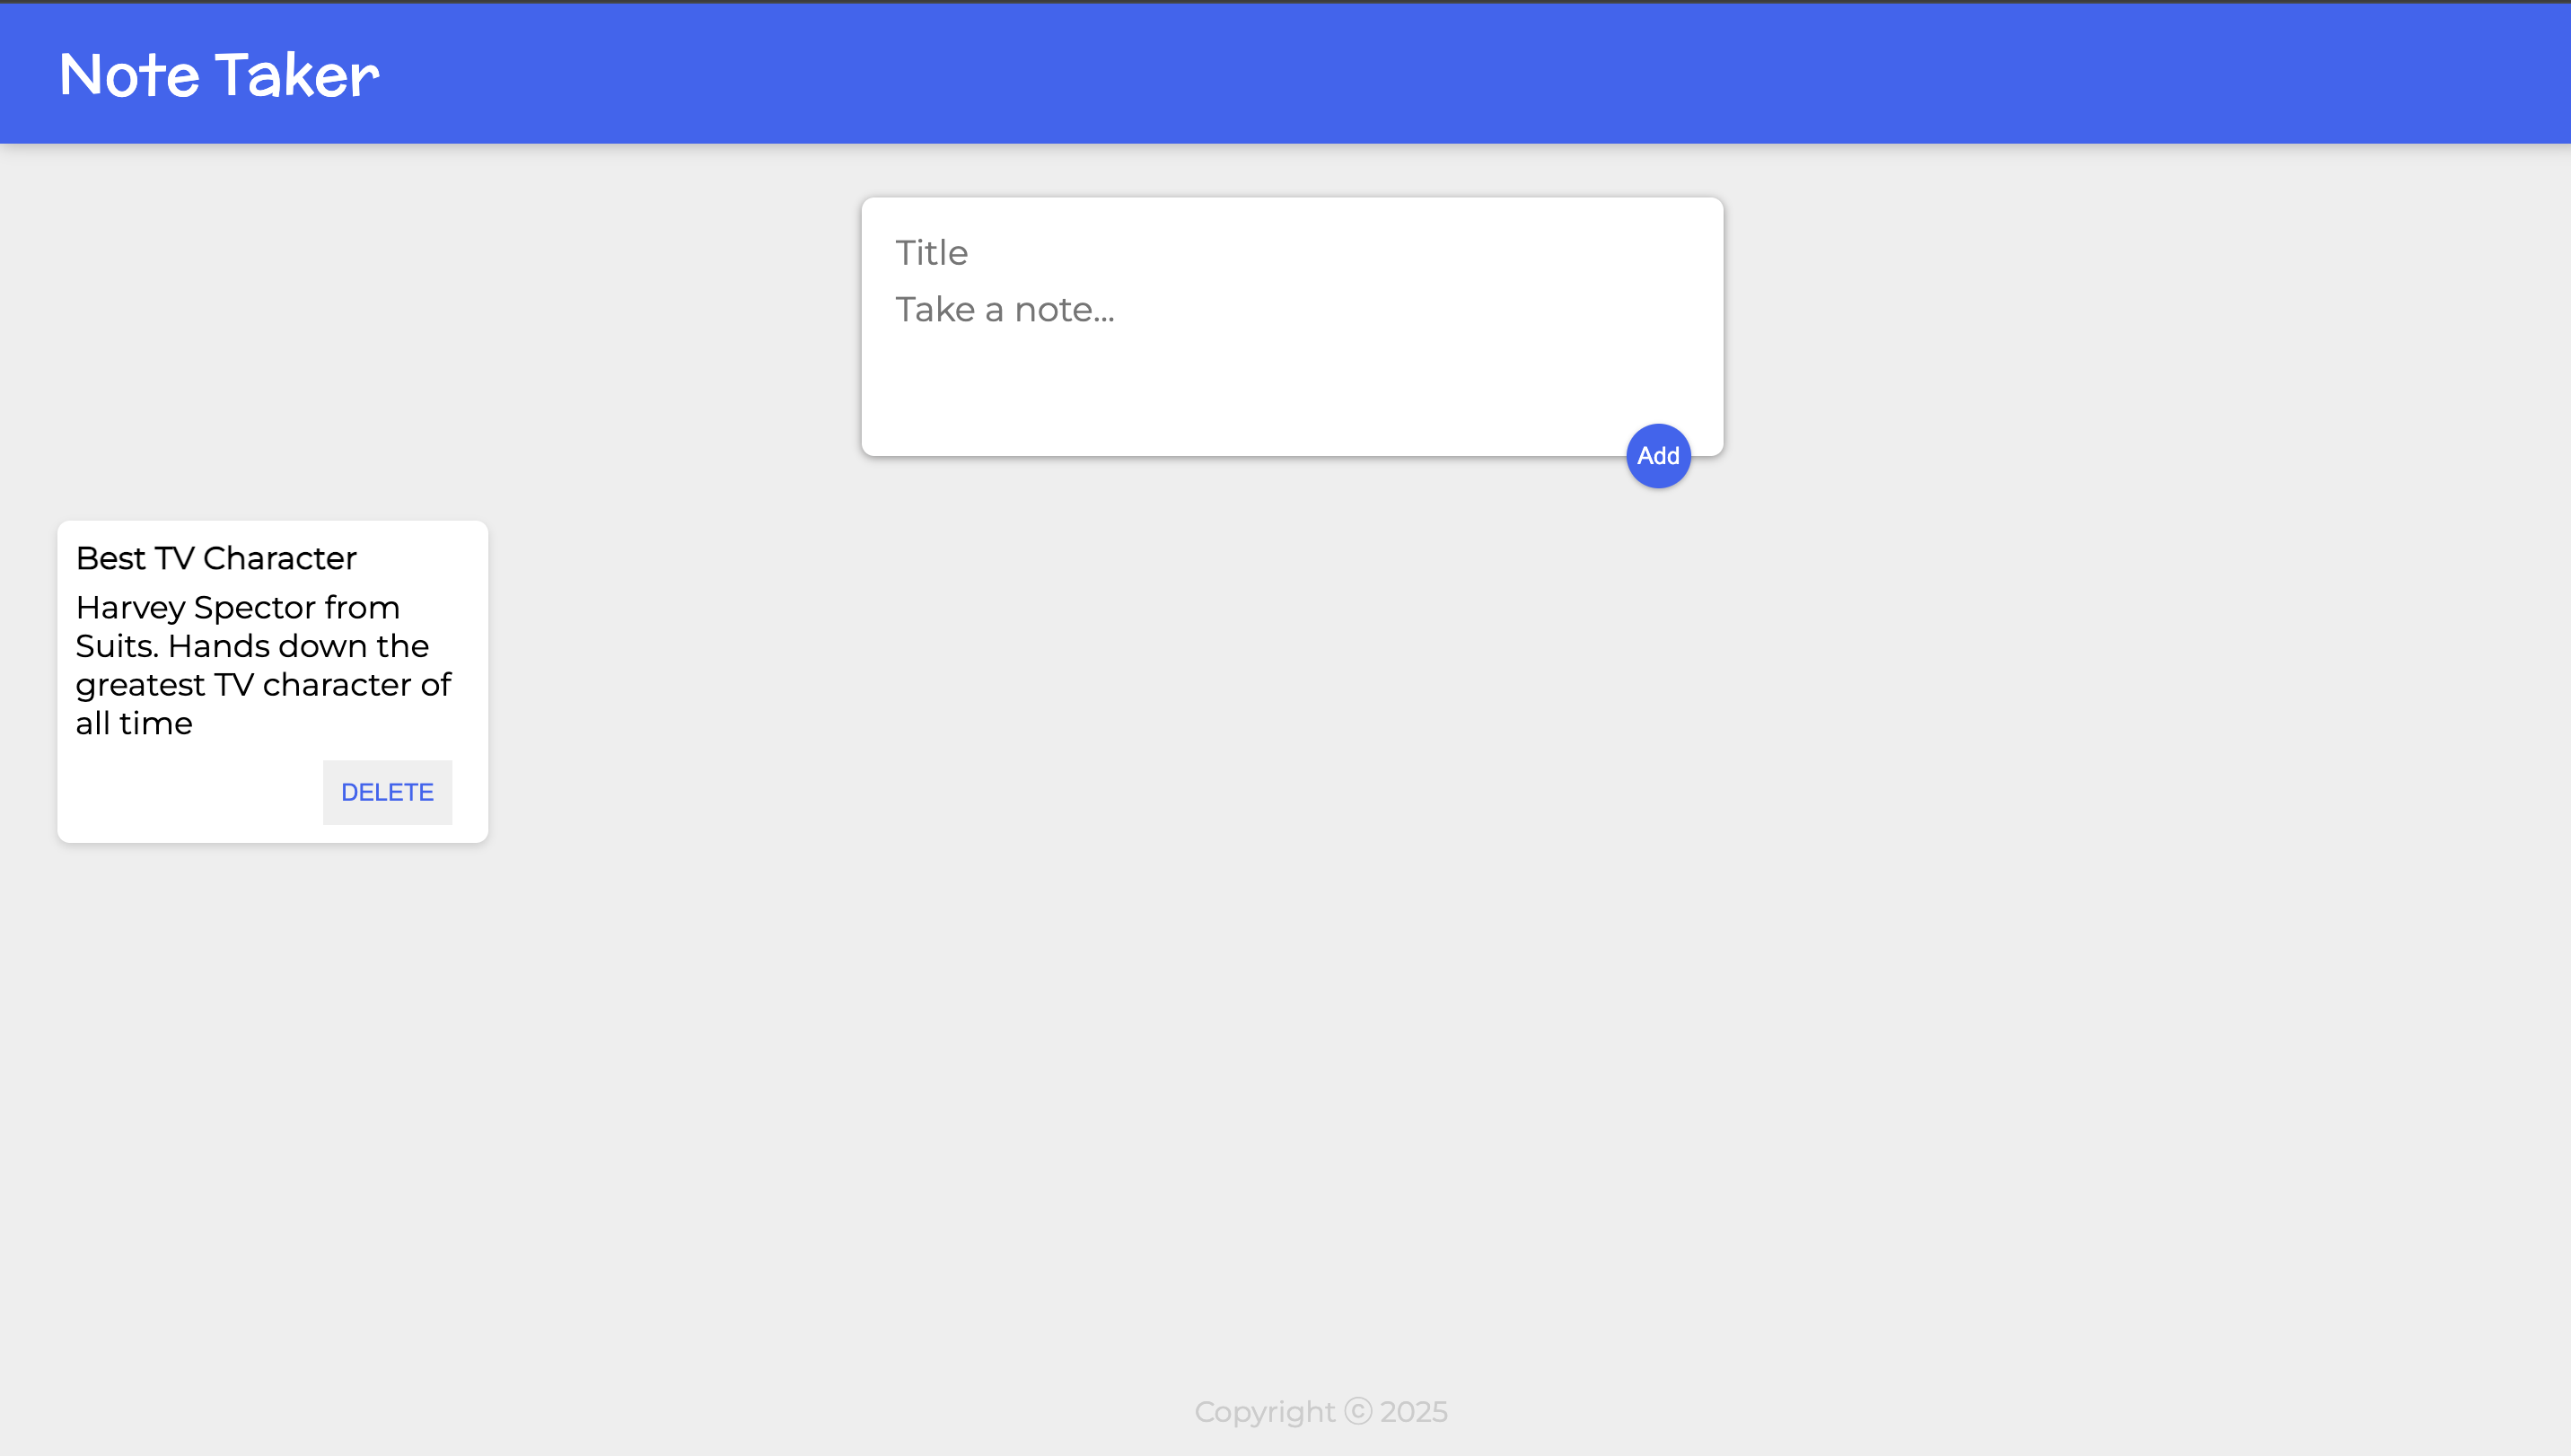 Note Taker
Title
Take a note...
Add
Best TV Character
Harvey Spector from
Suits. Hands down the
greatest TV character of
all time
DELETE
Copyright ⓒ 2025